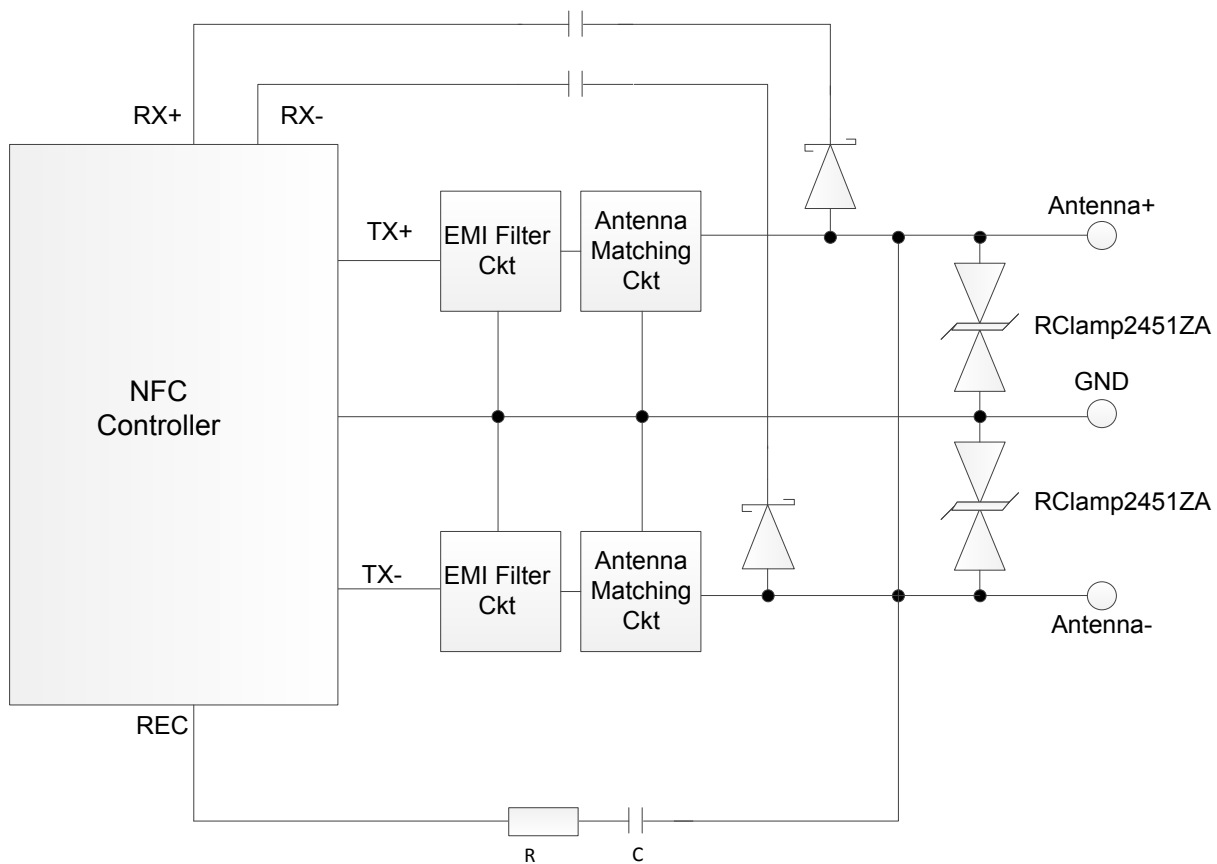 RX+
RX-
Antenna+
TX+
EMI Filter
Ckt
Antenna
Matching
Ckt
RClamp2451ZA
GND
NFC
Controller
RClamp2451ZA
TX-
EMI Filter
Ckt
Antenna
Matching
Ckt
Antenna-
REC
R
C